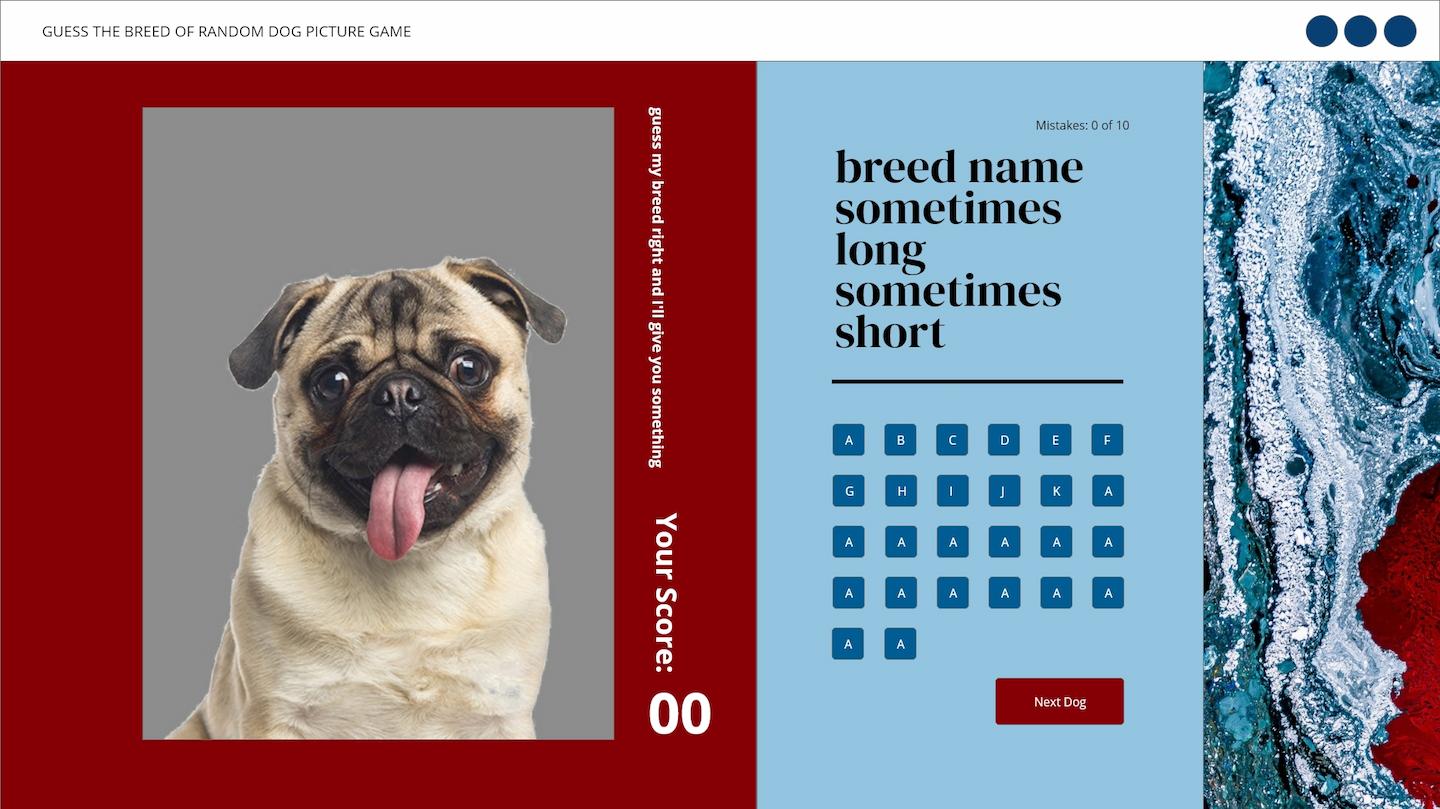 GUESS THE BREED OF RANDOM DOG PICTURE GAME
guess my breed right and I'll give you something
Your Score:
00
Mistakes: 0 of 10
breed name
sometimes
long
sometimes
short
A B C D E F
G H I J K A
A A A A A A
A A A A A A
A A
Next Dog